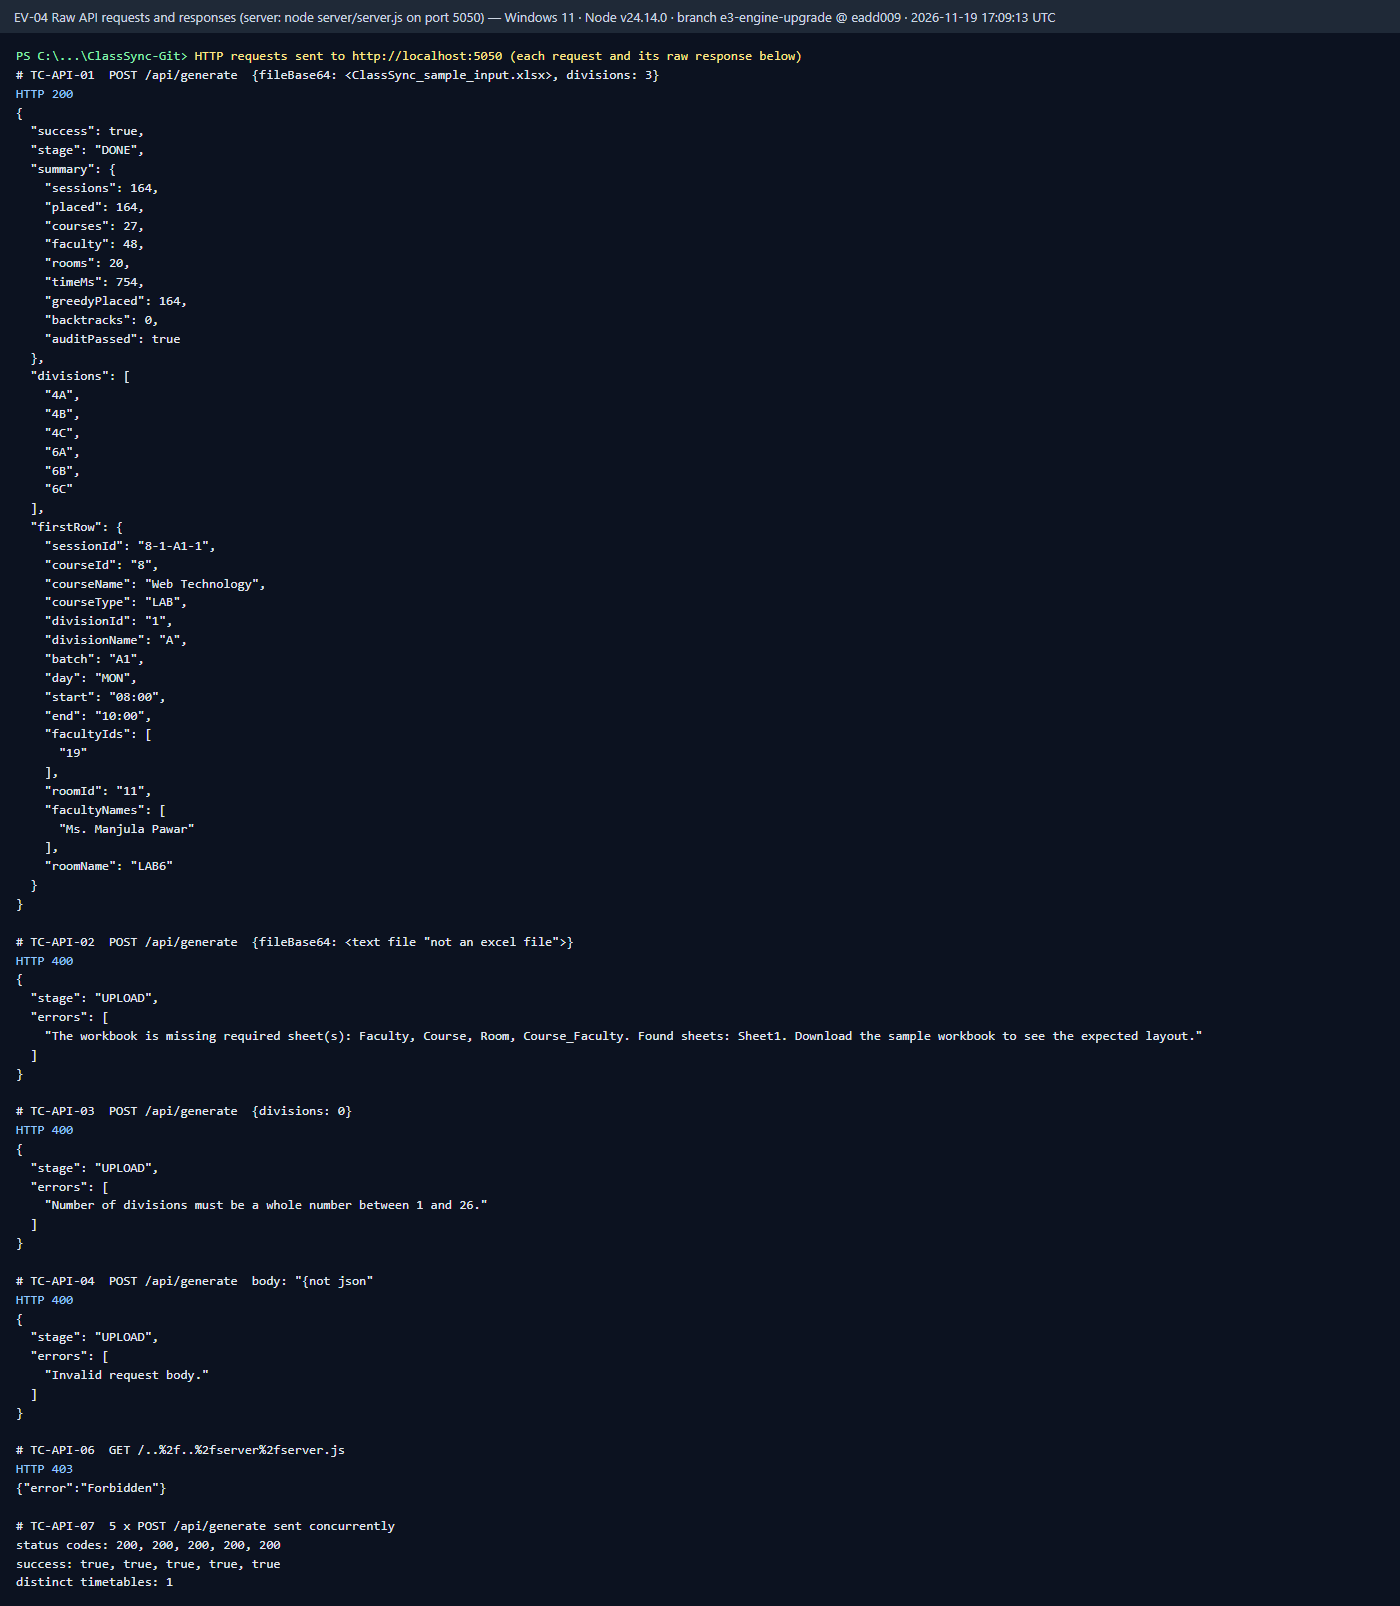 EV-04 Raw API requests and responses (server: node server/server.js on port 5050) — Windows 11 · Node v24.14.0 · branch e3-engine-upgrade @ eadd009 · 2026-11-19 17:09:13 UTC
PS C:\...\ClassSync-Git> HTTP requests sent to http://localhost:5050 (each request and its raw response below)
# TC-API-01  POST /api/generate  {fileBase64: <ClassSync_sample_input.xlsx>, divisions: 3}
HTTP 200
{
  "success": true,
  "stage": "DONE",
  "summary": {
    "sessions": 164,
    "placed": 164,
    "courses": 27,
    "faculty": 48,
    "rooms": 20,
    "timeMs": 754,
    "greedyPlaced": 164,
    "backtracks": 0,
    "auditPassed": true
  },
  "divisions": [
    "4A",
    "4B",
    "4C",
    "6A",
    "6B",
    "6C"
  ],
  "firstRow": {
    "sessionId": "8-1-A1-1",
    "courseId": "8",
    "courseName": "Web Technology",
    "courseType": "LAB",
    "divisionId": "1",
    "divisionName": "A",
    "batch": "A1",
    "day": "MON",
    "start": "08:00",
    "end": "10:00",
    "facultyIds": [
      "19"
    ],
    "roomId": "11",
    "facultyNames": [
      "Ms. Manjula Pawar"
    ],
    "roomName": "LAB6"
  }
}
# TC-API-02  POST /api/generate  {fileBase64: <text file "not an excel file">}
HTTP 400
{
  "stage": "UPLOAD",
  "errors": [
    "The workbook is missing required sheet(s): Faculty, Course, Room, Course_Faculty. Found sheets: Sheet1. Download the sample workbook to see the expected layout."
  ]
}
# TC-API-03  POST /api/generate  {divisions: 0}
HTTP 400
{
  "stage": "UPLOAD",
  "errors": [
    "Number of divisions must be a whole number between 1 and 26."
  ]
}
# TC-API-04  POST /api/generate  body: "{not json"
HTTP 400
{
  "stage": "UPLOAD",
  "errors": [
    "Invalid request body."
  ]
}
# TC-API-06  GET /..%2f..%2fserver%2fserver.js
HTTP 403
{"error":"Forbidden"}
# TC-API-07  5 x POST /api/generate sent concurrently
status codes: 200, 200, 200, 200, 200
success: true, true, true, true, true
distinct timetables: 1